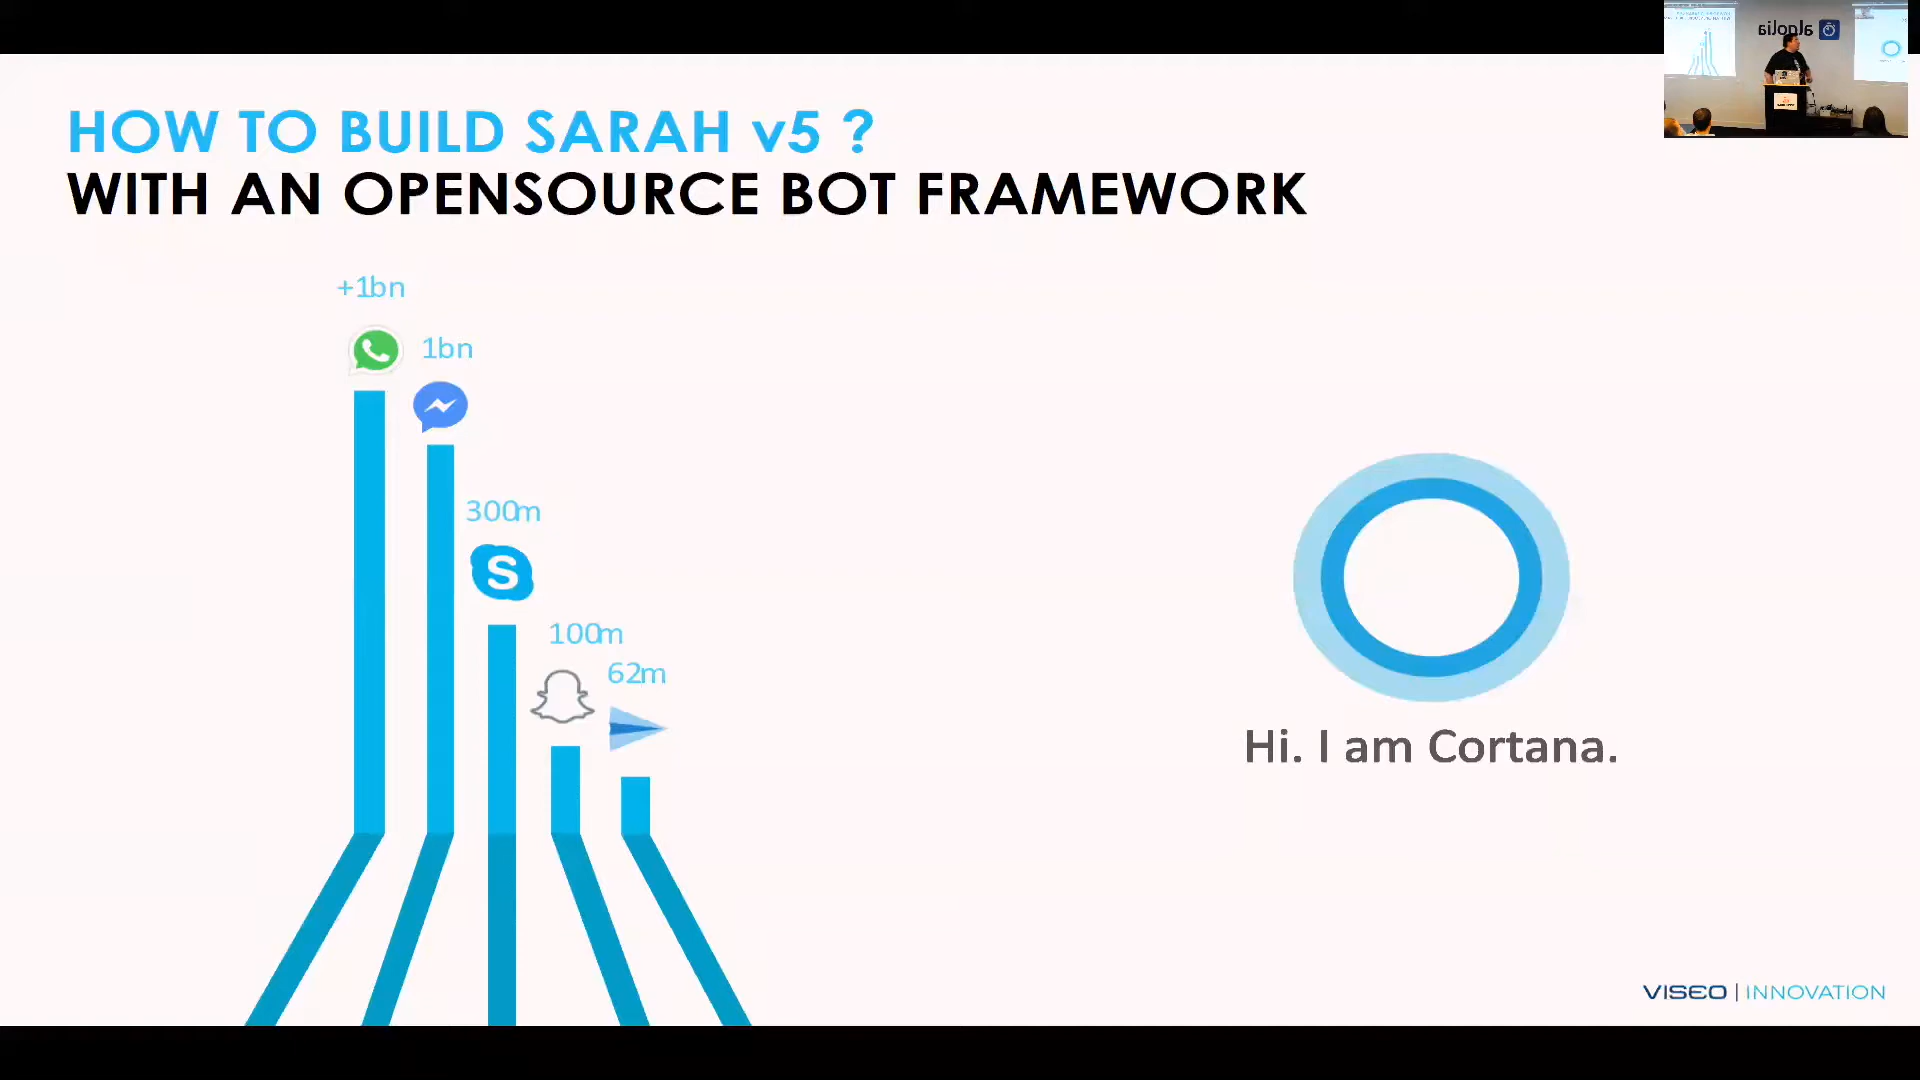 HOW TO BUILD SARAH v5 ?
WITH AN OPENSOURCE BOT FRAMEWORK
+1bn
1bn
300m
S
100m
62m
Hi. I am Cortana.
VISEO | INNOVATION
algolia